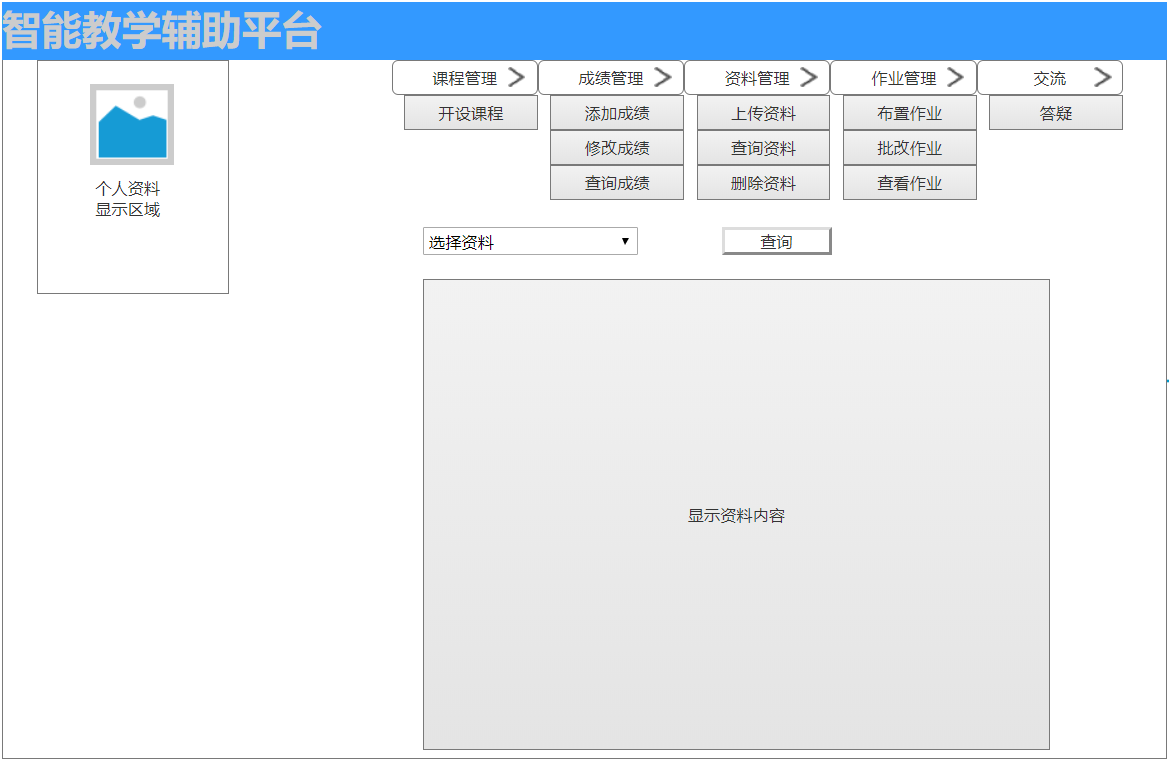 智能教学辅助平台
课程管理 成绩管理 资料管理 作业管理 交流
开设课程 添加成绩 上传资料 布置作业 答疑
修改成绩 查询资料 批改作业
查询成绩 删除资料 查看作业
个人资料
显示区域
选择资料 查询
显示资料内容